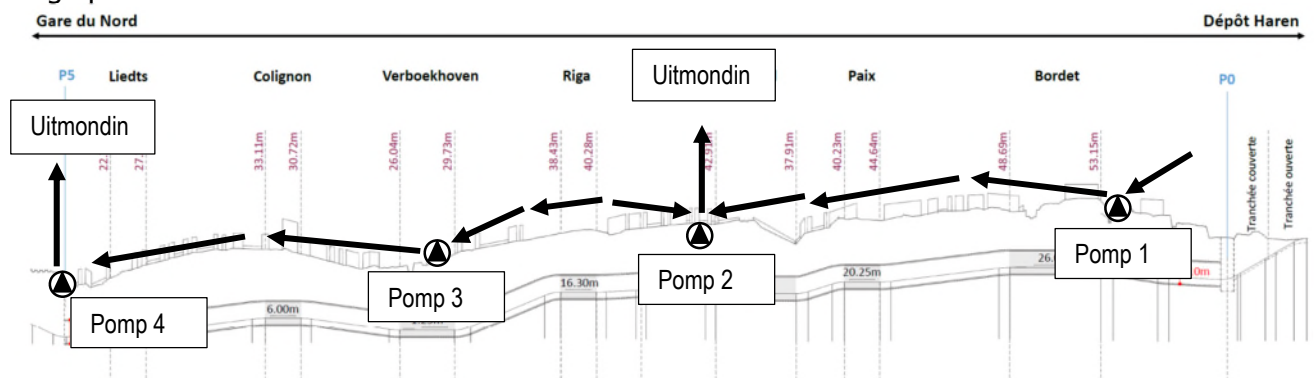 Gare du Nord
Dépôt Haren
P5
Liedts
Colignon
Verboekhoven
Riga
Paix
Bordet
P0
Uitmondin
Uitmondin
33.11m
30.72m
26.04m
29.73m
38.43m
40.28m
42.91m
37.91m
40.23m
44.64m
48.69m
53.15m
Tranchée couverte
Tranchée ouverte
Pomp 1
Pomp 2
Pomp 3
Pomp 4
6.00m
16.30m
20.25m